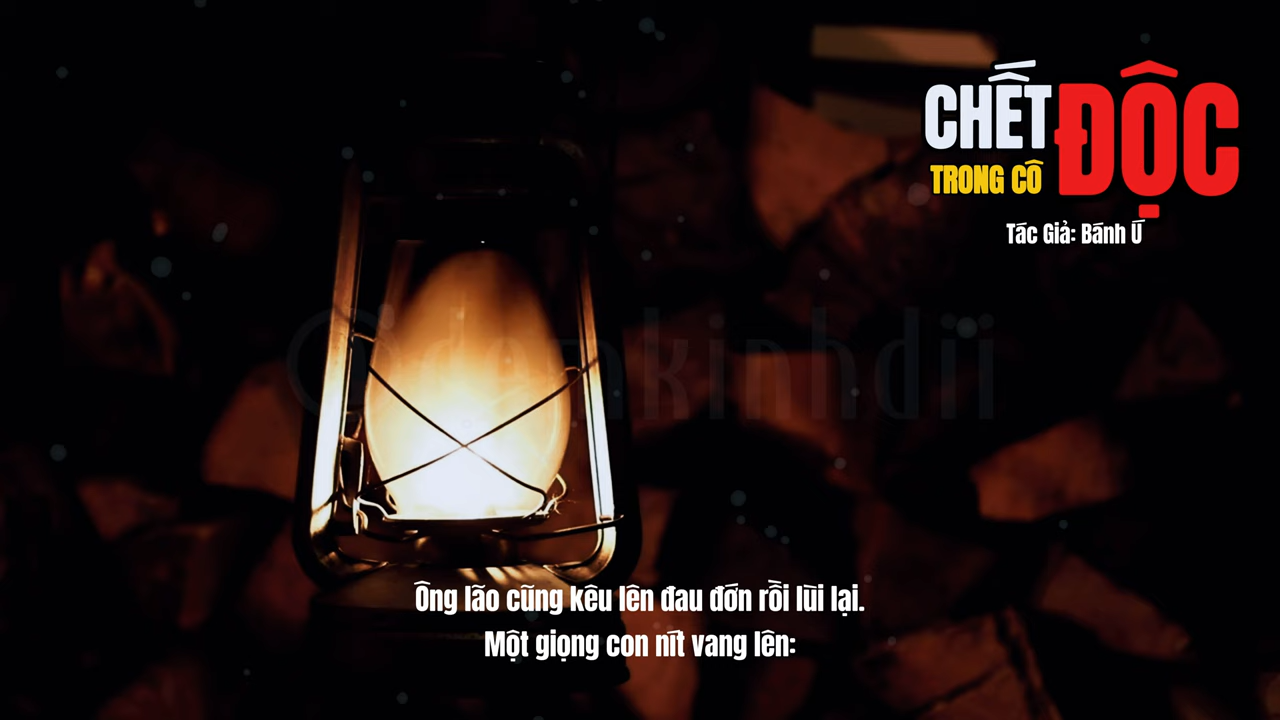 CHẾT
TRONG CÔ
ĐỘC
Tác Giả: Bánh Ú
@demkinhdii
Ông lão cũng kêu lên đau đớn rồi lùi lại.
Một giọng con nít vang lên: